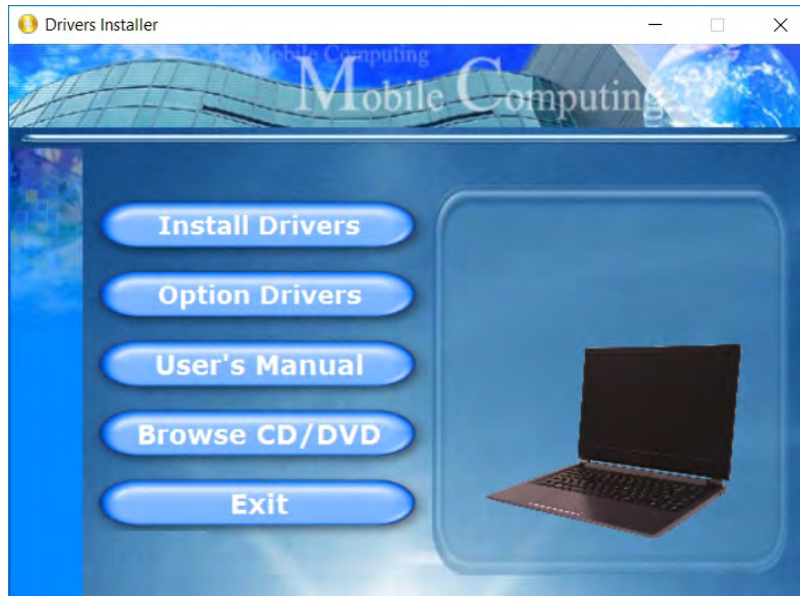 Drivers Installer
Mobile Computing
Mobile Computing
Install Drivers
Option Drivers
User's Manual
Browse CD/DVD
Exit